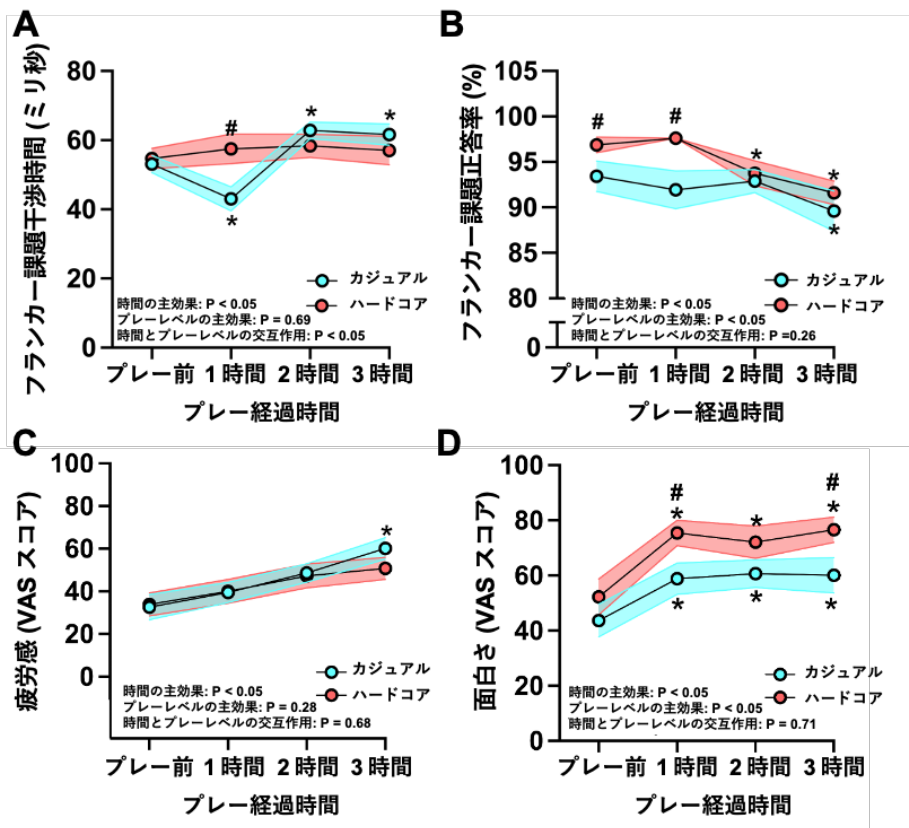 A
フランカー課題干渉時間 (ミリ秒)
80
60
40
20
0
#
*
*
*
カジュアル
ハードコア
時間の主効果: P < 0.05
プレーレベルの主効果: P = 0.69
時間とプレーレベルの交互作用: P < 0.05
プレー前 1 時間 2 時間 3 時間
プレー経過時間
B
フランカー課題正答率 (%)
105
100
95
90
85
80
0
#
#
*
*
*
カジュアル
ハードコア
時間の主効果: P < 0.05
プレーレベルの主効果: P < 0.05
時間とプレーレベルの交互作用: P =0.26
プレー前 1 時間 2 時間 3 時間
プレー経過時間
C
疲労感 (VAS スコア)
100
80
60
40
20
0
*
カジュアル
ハードコア
時間の主効果: P < 0.05
プレーレベルの主効果: P = 0.28
時間とプレーレベルの交互作用: P = 0.68
プレー前 1 時間 2 時間 3 時間
プレー経過時間
D
面白さ (VAS スコア)
100
80
60
40
20
0
#
*
*
#
*
*
*
*
カジュアル
ハードコア
時間の主効果: P < 0.05
プレーレベルの主効果: P < 0.05
時間とプレーレベルの交互作用: P = 0.71
プレー前 1 時間 2 時間 3 時間
プレー経過時間